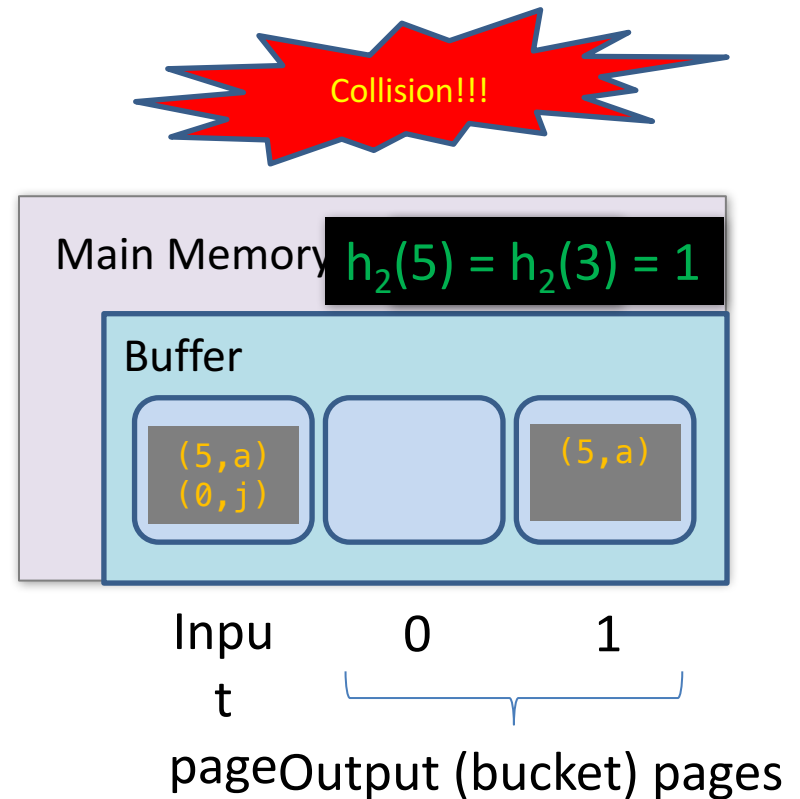 Collision!!!
Main Memory
h₂(5) = h₂(3) = 1
Buffer
(5,a)
(0,j)
(5,a)
Inpu
t
page
0
1
Output (bucket) pages